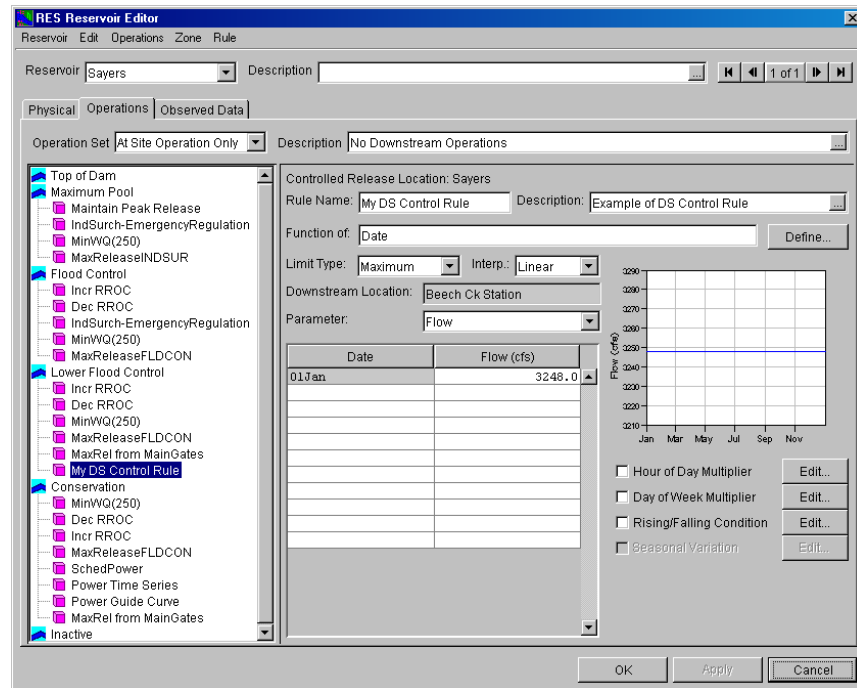 RES Reservoir Editor
Reservoir Edit Operations Zone Rule
Reservoir Sayers Description ... 1 of 1
Physical Operations Observed Data
Operation Set At Site Operation Only Description No Downstream Operations ...
Top of Dam
Maximum Pool
Maintain Peak Release
IndSurch-EmergencyRegulation
MinWQ(250)
MaxReleaseINDSUR
Flood Control
Incr RROC
Dec RROC
IndSurch-EmergencyRegulation
MinWQ(250)
MaxReleaseFLDCON
Lower Flood Control
Incr RROC
Dec RROC
MinWQ(250)
MaxReleaseFLDCON
MaxRel from MainGates
My DS Control Rule
Conservation
MinWQ(250)
Dec RROC
Incr RROC
MaxReleaseFLDCON
SchedPower
Power Time Series
Power Guide Curve
MaxRel from MainGates
Inactive
Controlled Release Location: Sayers
Rule Name: My DS Control Rule Description: Example of DS Control Rule ...
Function of: Date Define...
Limit Type: Maximum Interp.: Linear
Downstream Location: Beech Ck Station
Parameter: Flow
Date Flow (cfs)
01Jan 3248.0
Flow (cfs)
3290
3280
3270
3260
3250
3240
3230
3220
3210
Jan Mar May Jul Sep Nov
Hour of Day Multiplier Edit...
Day of Week Multiplier Edit...
Rising/Falling Condition Edit...
Seasonal Variation Edit...
OK Apply Cancel